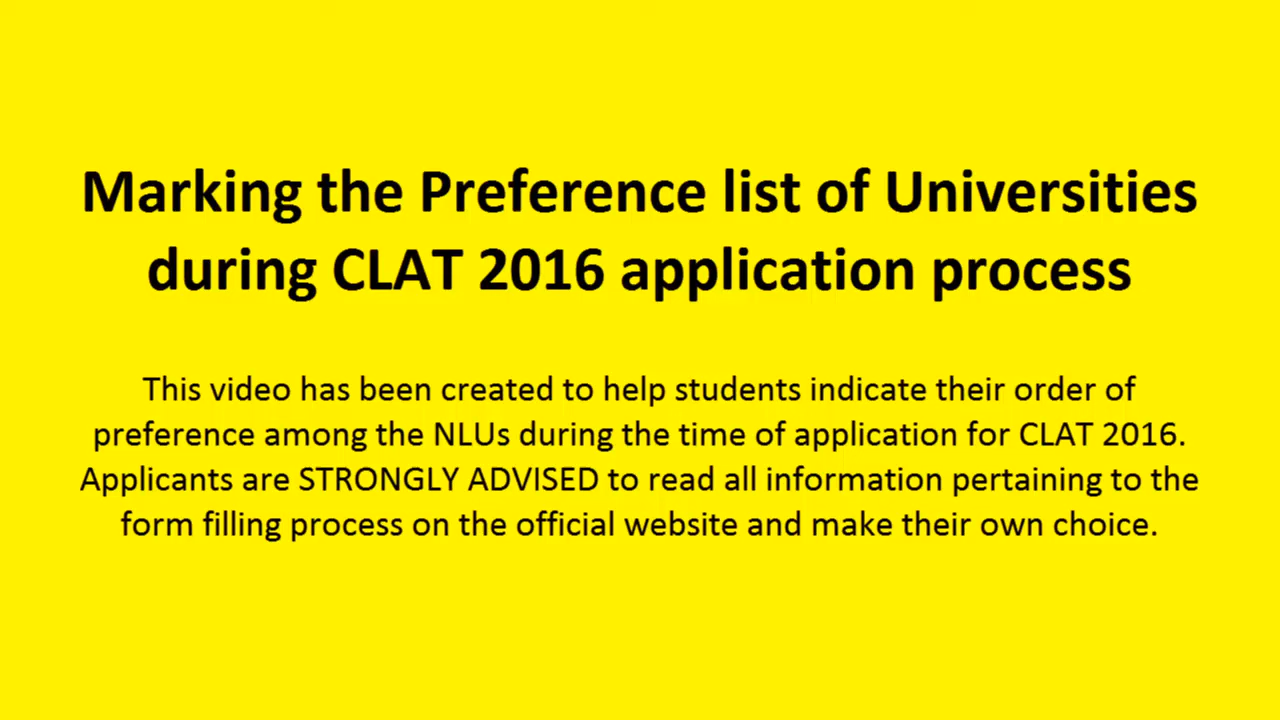 Marking the Preference list of Universities
during CLAT 2016 application process
This video has been created to help students indicate their order of
preference among the NLUs during the time of application for CLAT 2016.
Applicants are STRONGLY ADVISED to read all information pertaining to the
form filling process on the official website and make their own choice.